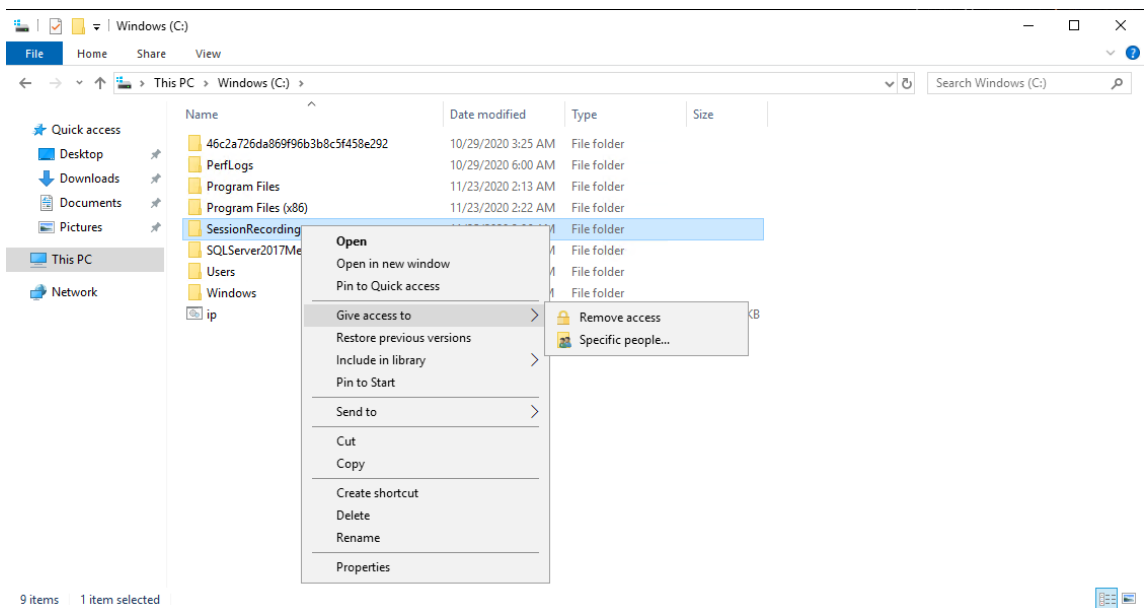 Windows (C:)
File Home Share View
This PC > Windows (C:) >
Search Windows (C:)
Name Date modified Type Size
Quick access
Desktop
Downloads
Documents
Pictures
This PC
Network
46c2a726da869f96b3b8c5f458e292 10/29/2020 3:25 AM File folder
PerfLogs 10/29/2020 6:00 AM File folder
Program Files 11/23/2020 2:13 AM File folder
Program Files (x86) 11/23/2020 2:22 AM File folder
SessionRecording File folder
SQLServer2017Me File folder
Users File folder
Windows File folder
ip KB
Open
Open in new window
Pin to Quick access
Give access to
Restore previous versions
Include in library
Pin to Start
Send to
Cut
Copy
Create shortcut
Delete
Rename
Properties
Remove access
Specific people...
9 items 1 item selected